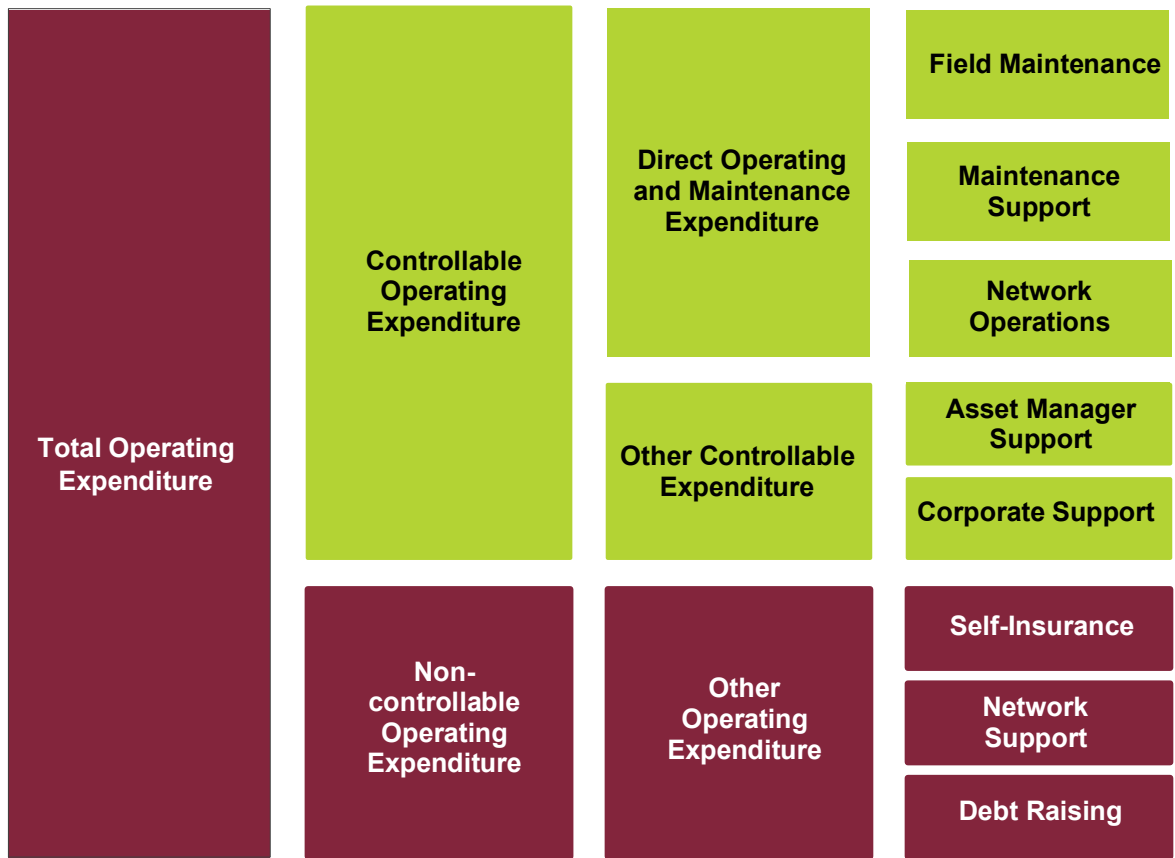 Total Operating
Expenditure
Controllable
Operating
Expenditure
Non-
controllable
Operating
Expenditure
Direct Operating
and Maintenance
Expenditure
Other Controllable
Expenditure
Other
Operating
Expenditure
Field Maintenance
Maintenance
Support
Network
Operations
Asset Manager
Support
Corporate Support
Self-Insurance
Network
Support
Debt Raising